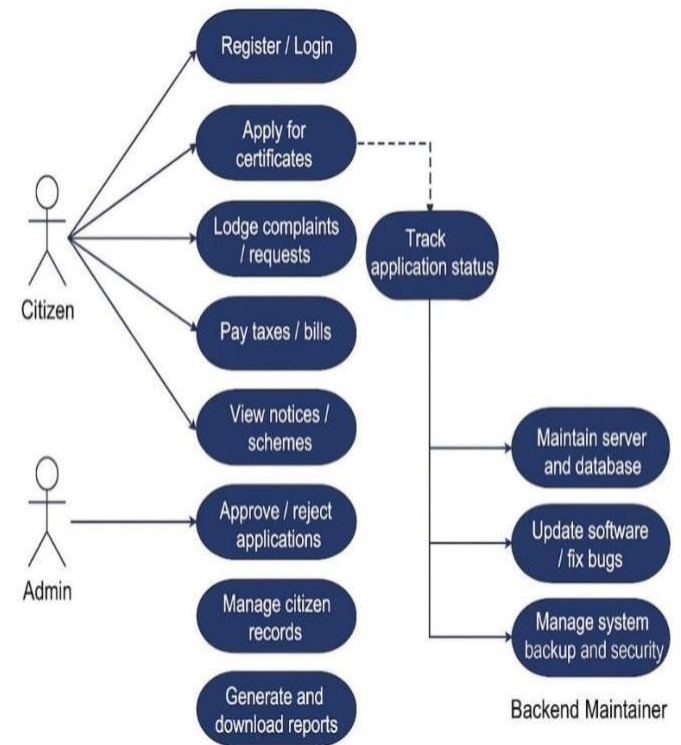 Register / Login
Apply for
certificates
Lodge complaints
/ requests
Track
application status
Citizen
Pay taxes / bills
View notices /
schemes
Maintain server
and database
Approve / reject
applications
Update software
/ fix bugs
Admin
Manage citizen
records
Manage system
backup and security
Generate and
download reports
Backend Maintainer